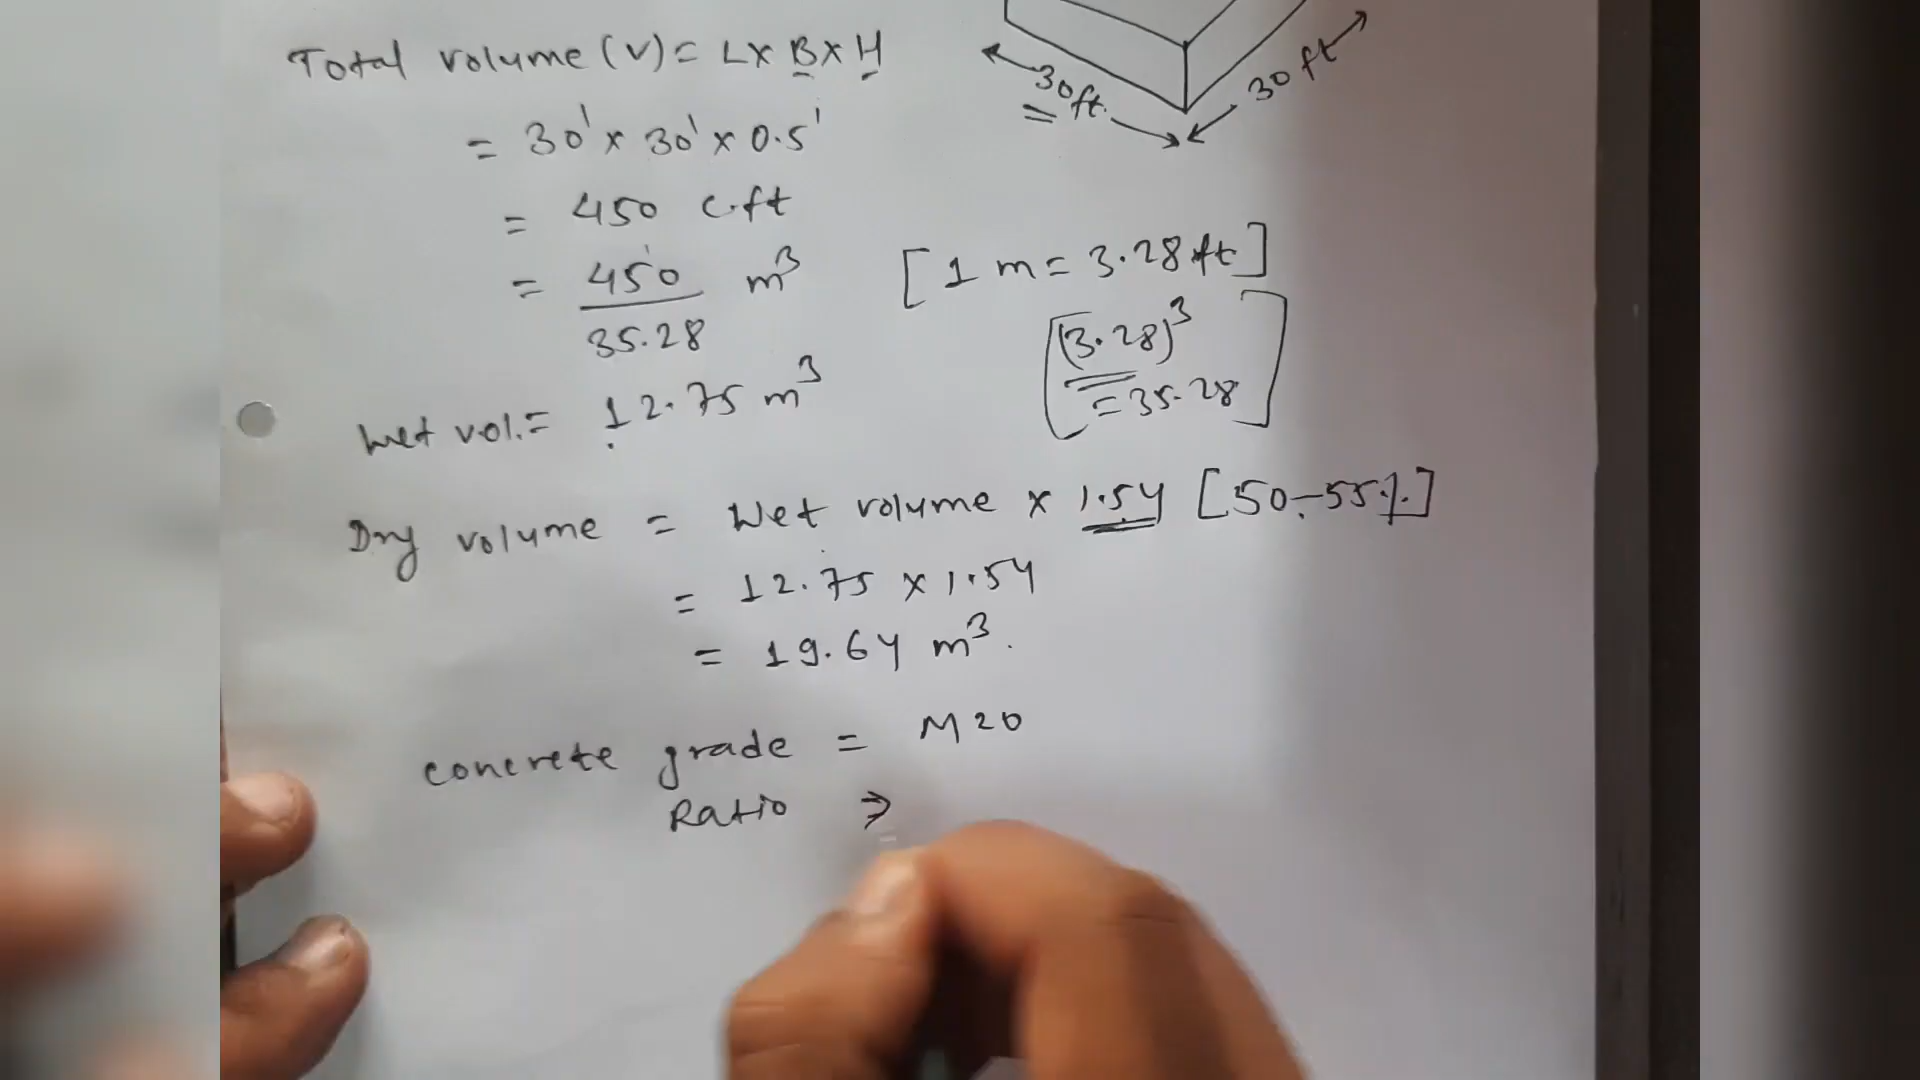 Total volume (V) = L x B x H
30 ft.
30 ft
= 30' x 30' x 0.5'
= 450 c.ft
= 450 / 35.28 m³ [1 m = 3.28 ft]
[(3.28)³
= 35.28]
Wet vol. = 12.75 m³
Dry volume = Wet volume x 1.54 [50-55%]
= 12.75 x 1.54
= 19.64 m³.
concrete grade = M20
Ratio ⇒